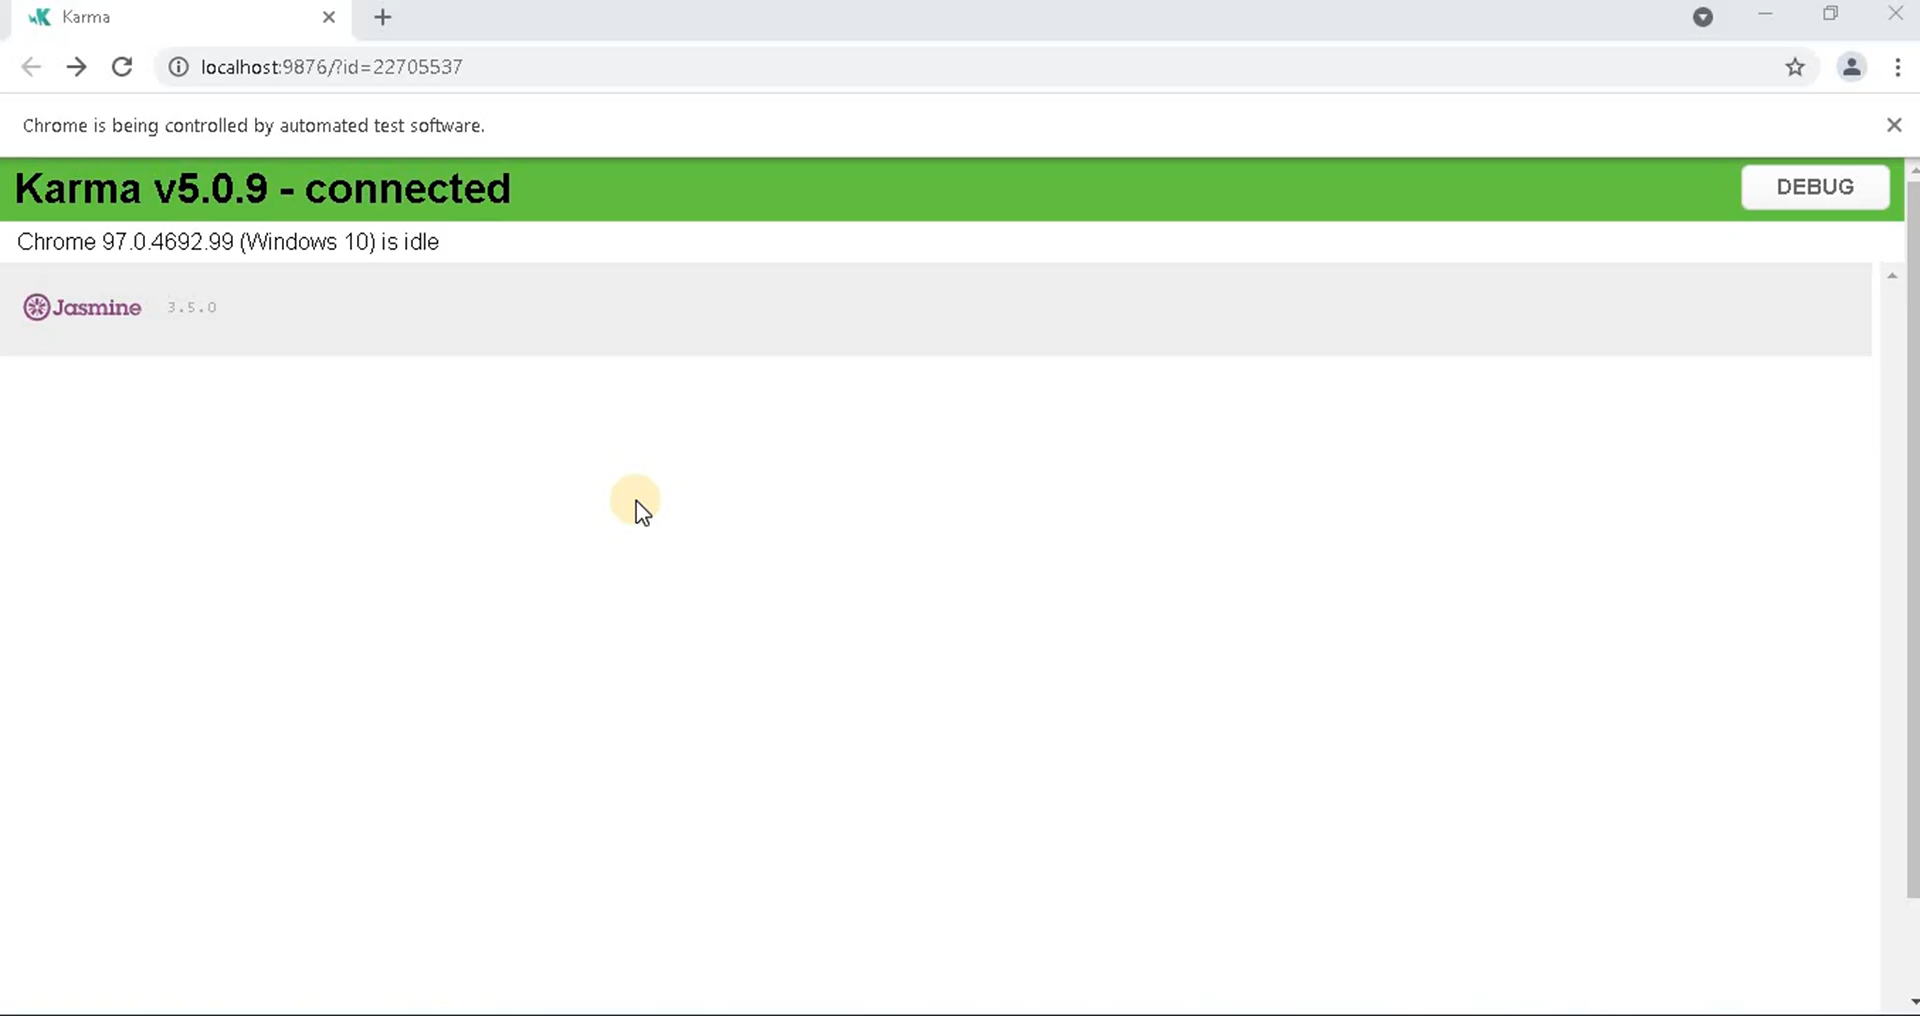 Karma
localhost:9876/?id=22705537
Chrome is being controlled by automated test software.
Karma v5.0.9 - connected
DEBUG
Chrome 97.0.4692.99 (Windows 10) is idle
Jasmine 3.5.0